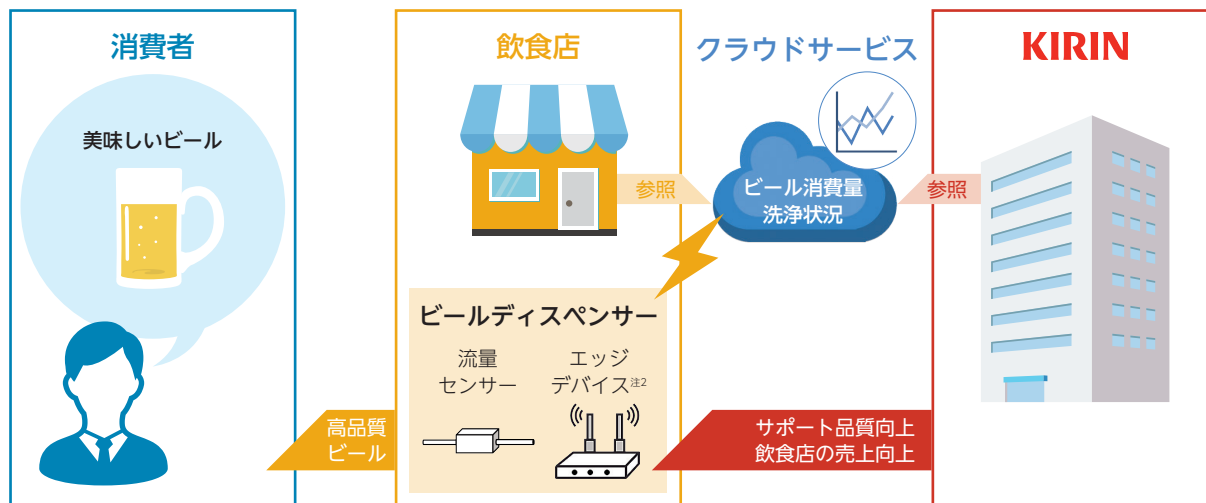 消費者
美味しいビール
飲食店
クラウドサービス
KIRIN
参照
ビール消費量
洗浄状況
参照
ビールディスペンサー
流量
センサー
エッジ
デバイス注2
高品質
ビール
サポート品質向上
飲食店の売上向上